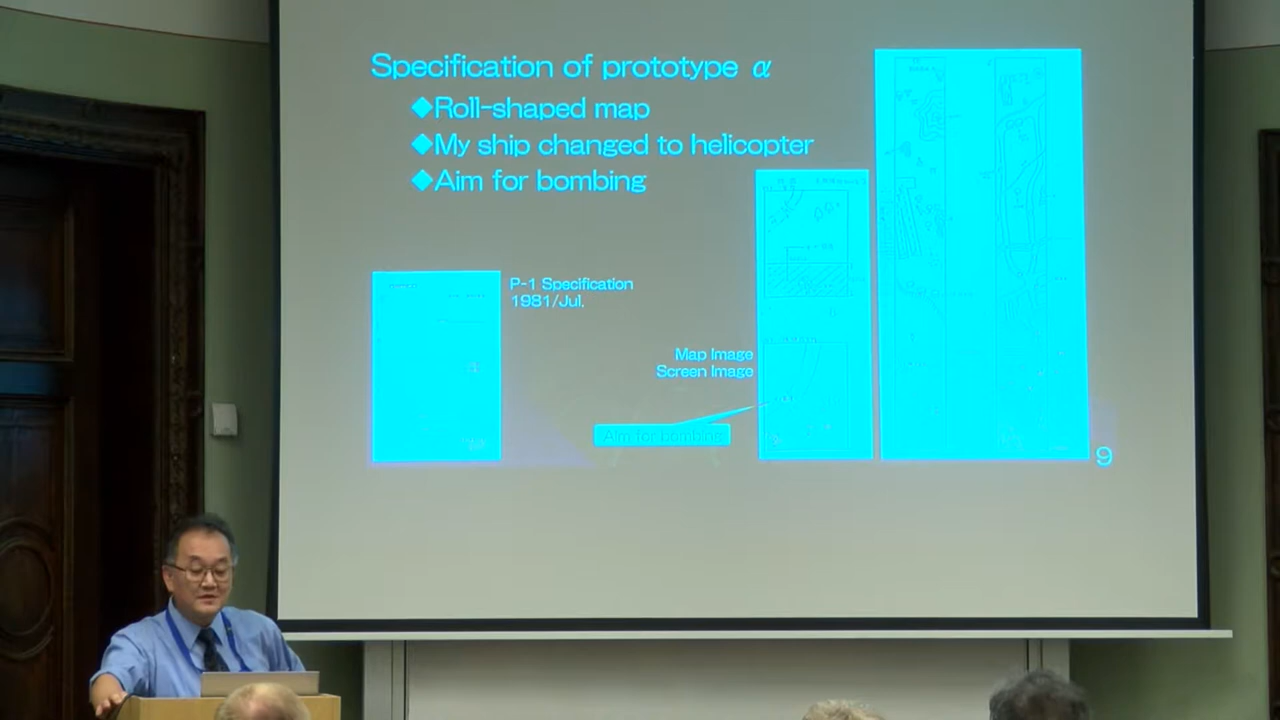 Specification of prototype α
◆Roll-shaped map
◆My ship changed to helicopter
◆Aim for bombing
P-1 Specification
1981/Jul.
Map Image
Screen Image
Aim for bombing
9